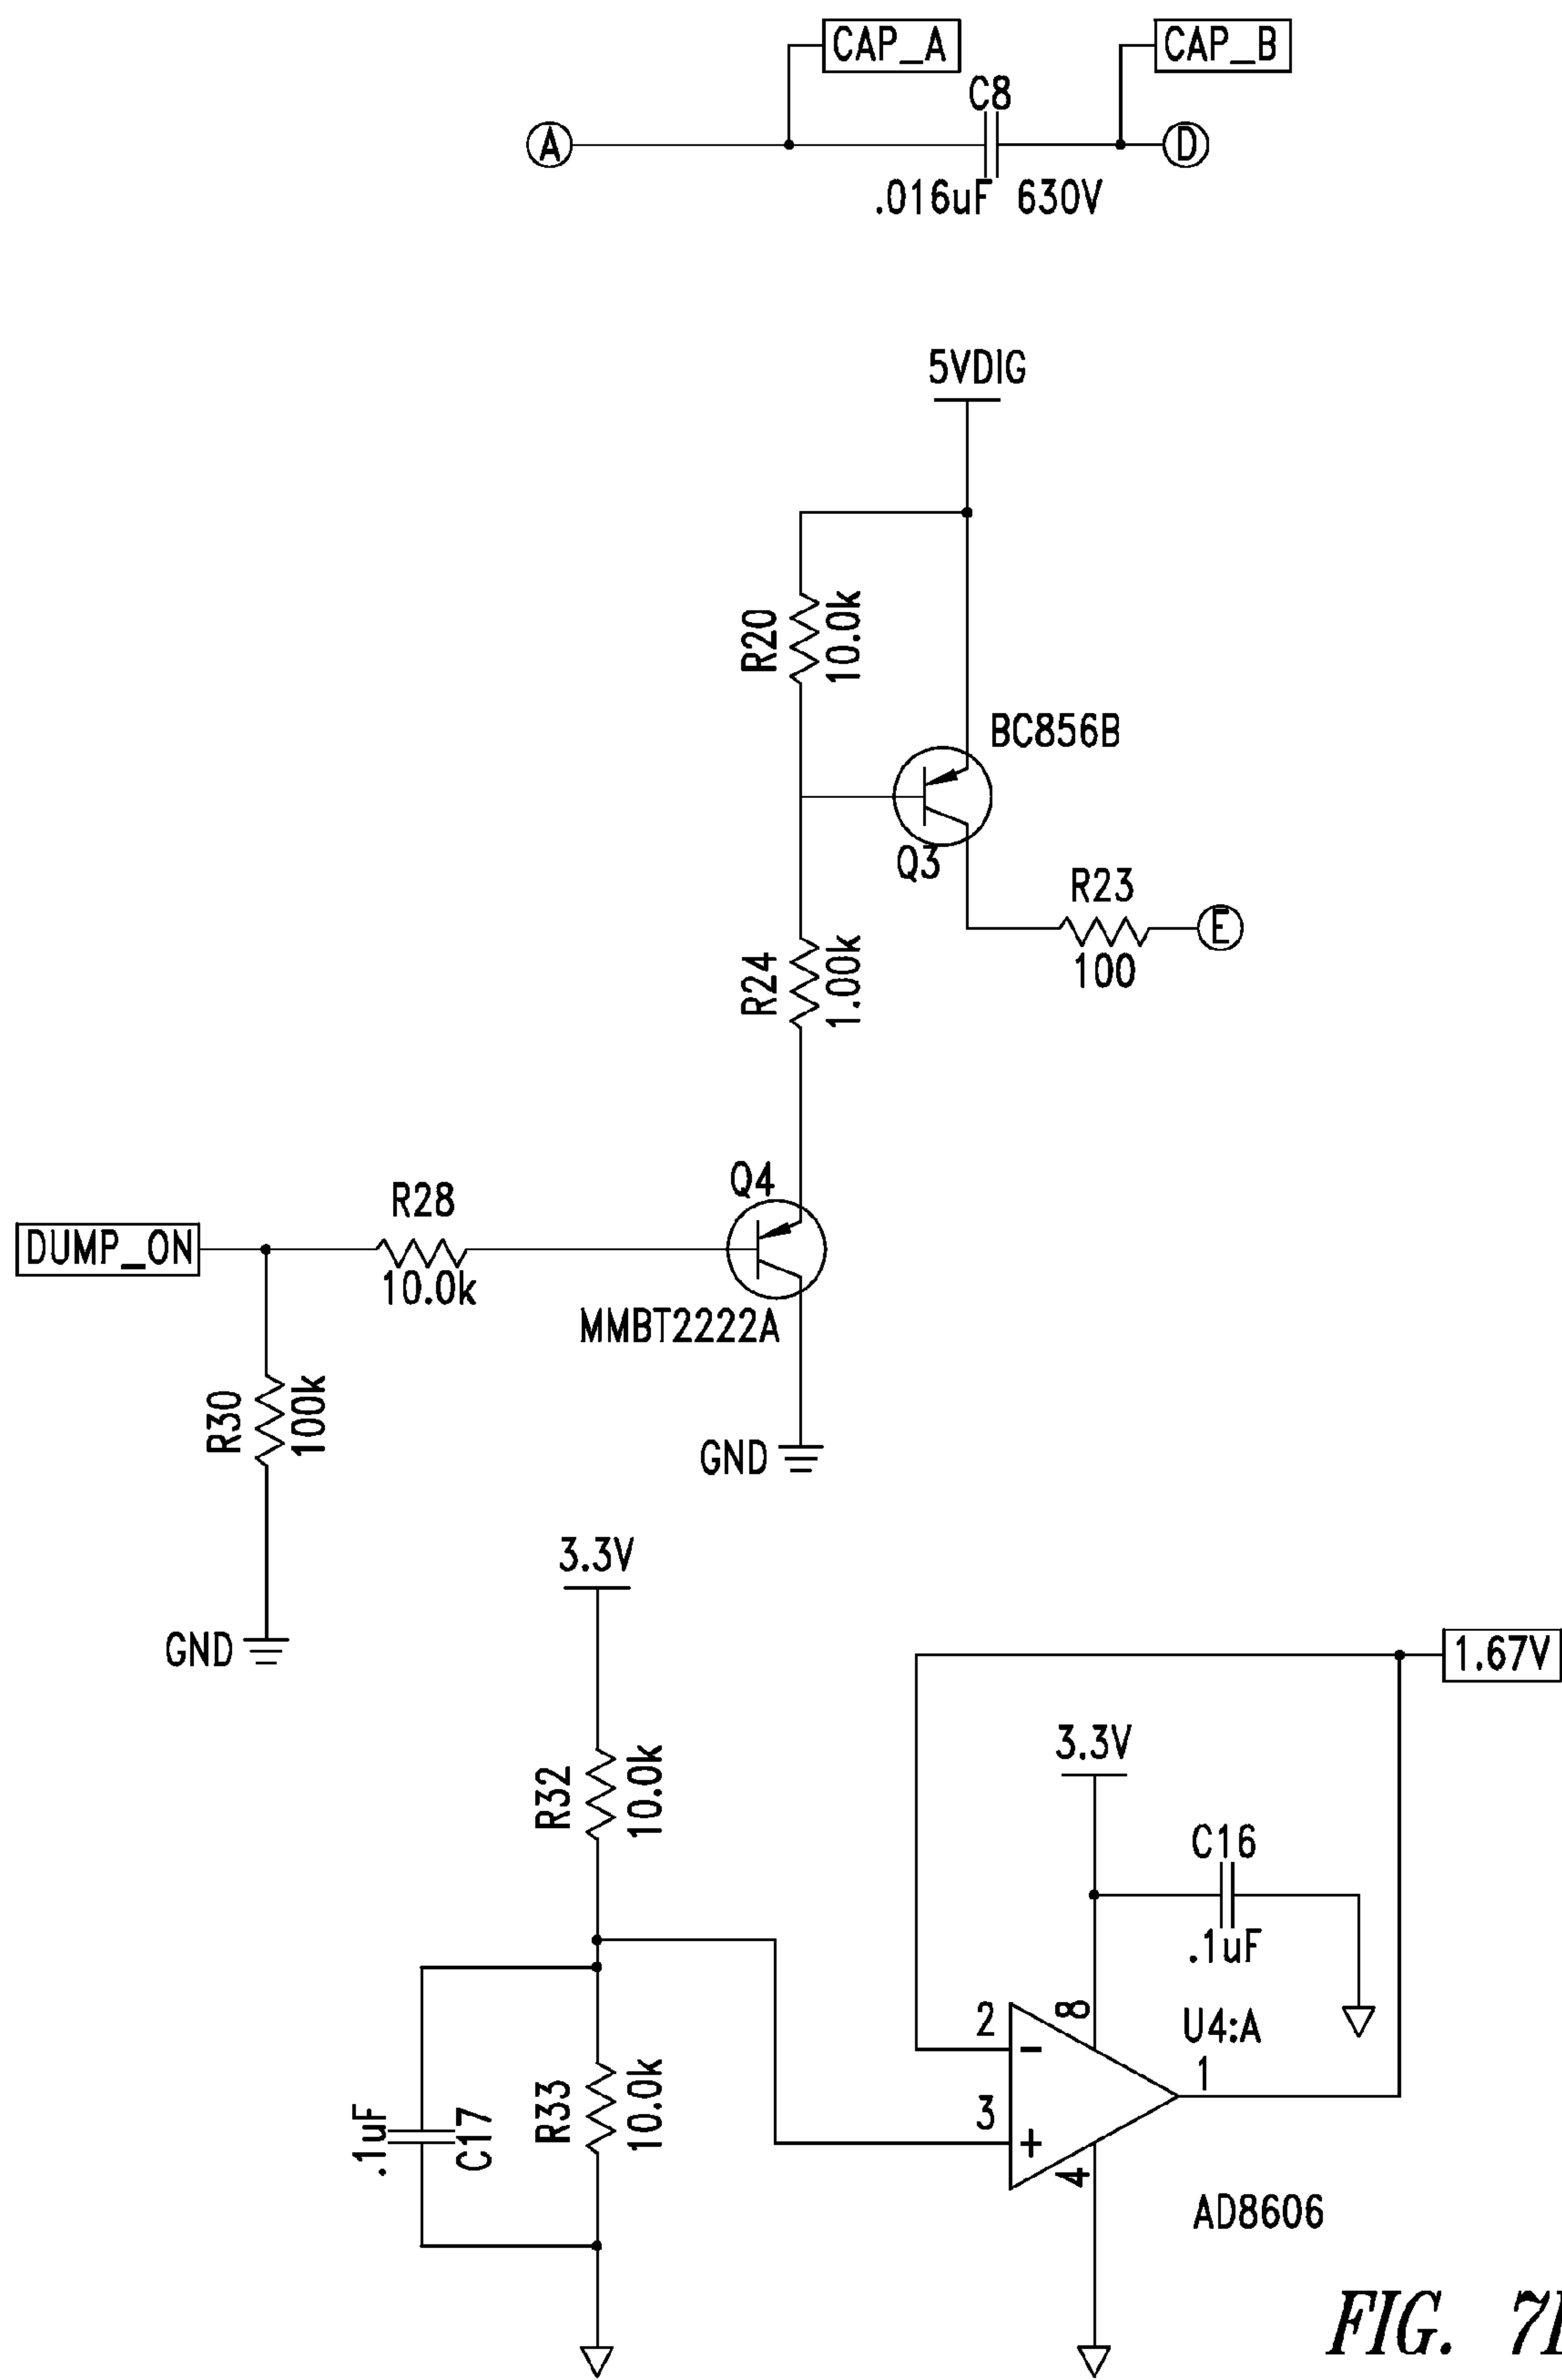 CAP_A
CAP_B
C8
A
D
.016uF 630V
5VDIG
R20
10.0k
BC856B
Q3
R23
E
100
R24
1.00k
Q4
R28
DUMP_ON
10.0k
MMBT2222A
R30
100k
GND
3.3V
GND
1.67V
3.3V
R32
10.0k
C16
.1uF
8
2
U4:A
-
1
R33
10.0k
.1uF
C17
3
+
4
AD8606
FIG.